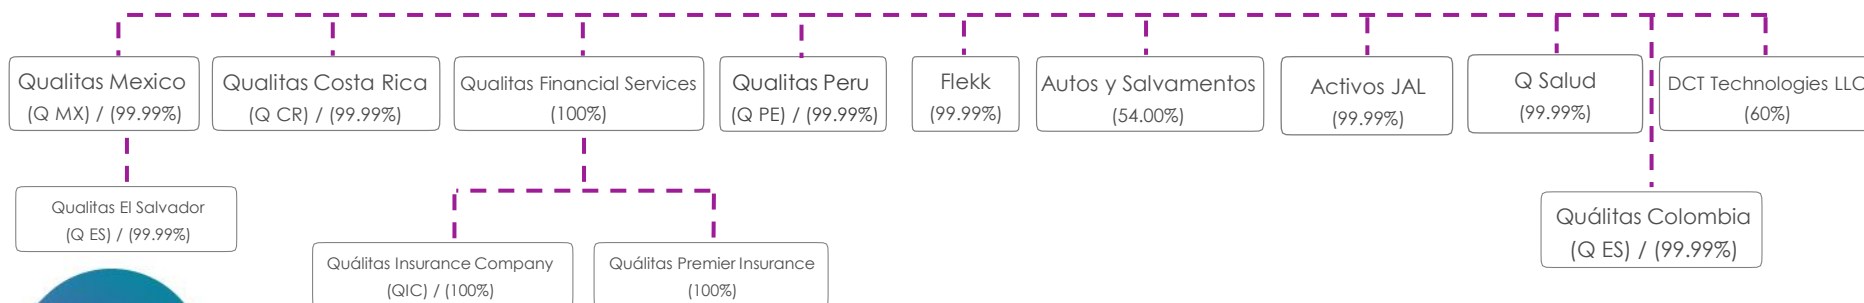 Qualitas Mexico
(Q MX) / (99.99%)
Qualitas Costa Rica
(Q CR) / (99.99%)
Qualitas Financial Services
(100%)
Qualitas Peru
(Q PE) / (99.99%)
Flekk
(99.99%)
Autos y Salvamentos
(54.00%)
Activos JAL
(99.99%)
Q Salud
(99.99%)
DCT Technologies LLC
(60%)
Qualitas El Salvador
(Q ES) / (99.99%)
Quálitas Colombia
(Q ES) / (99.99%)
Quálitas Insurance Company
(QIC) / (100%)
Quálitas Premier Insurance
(100%)